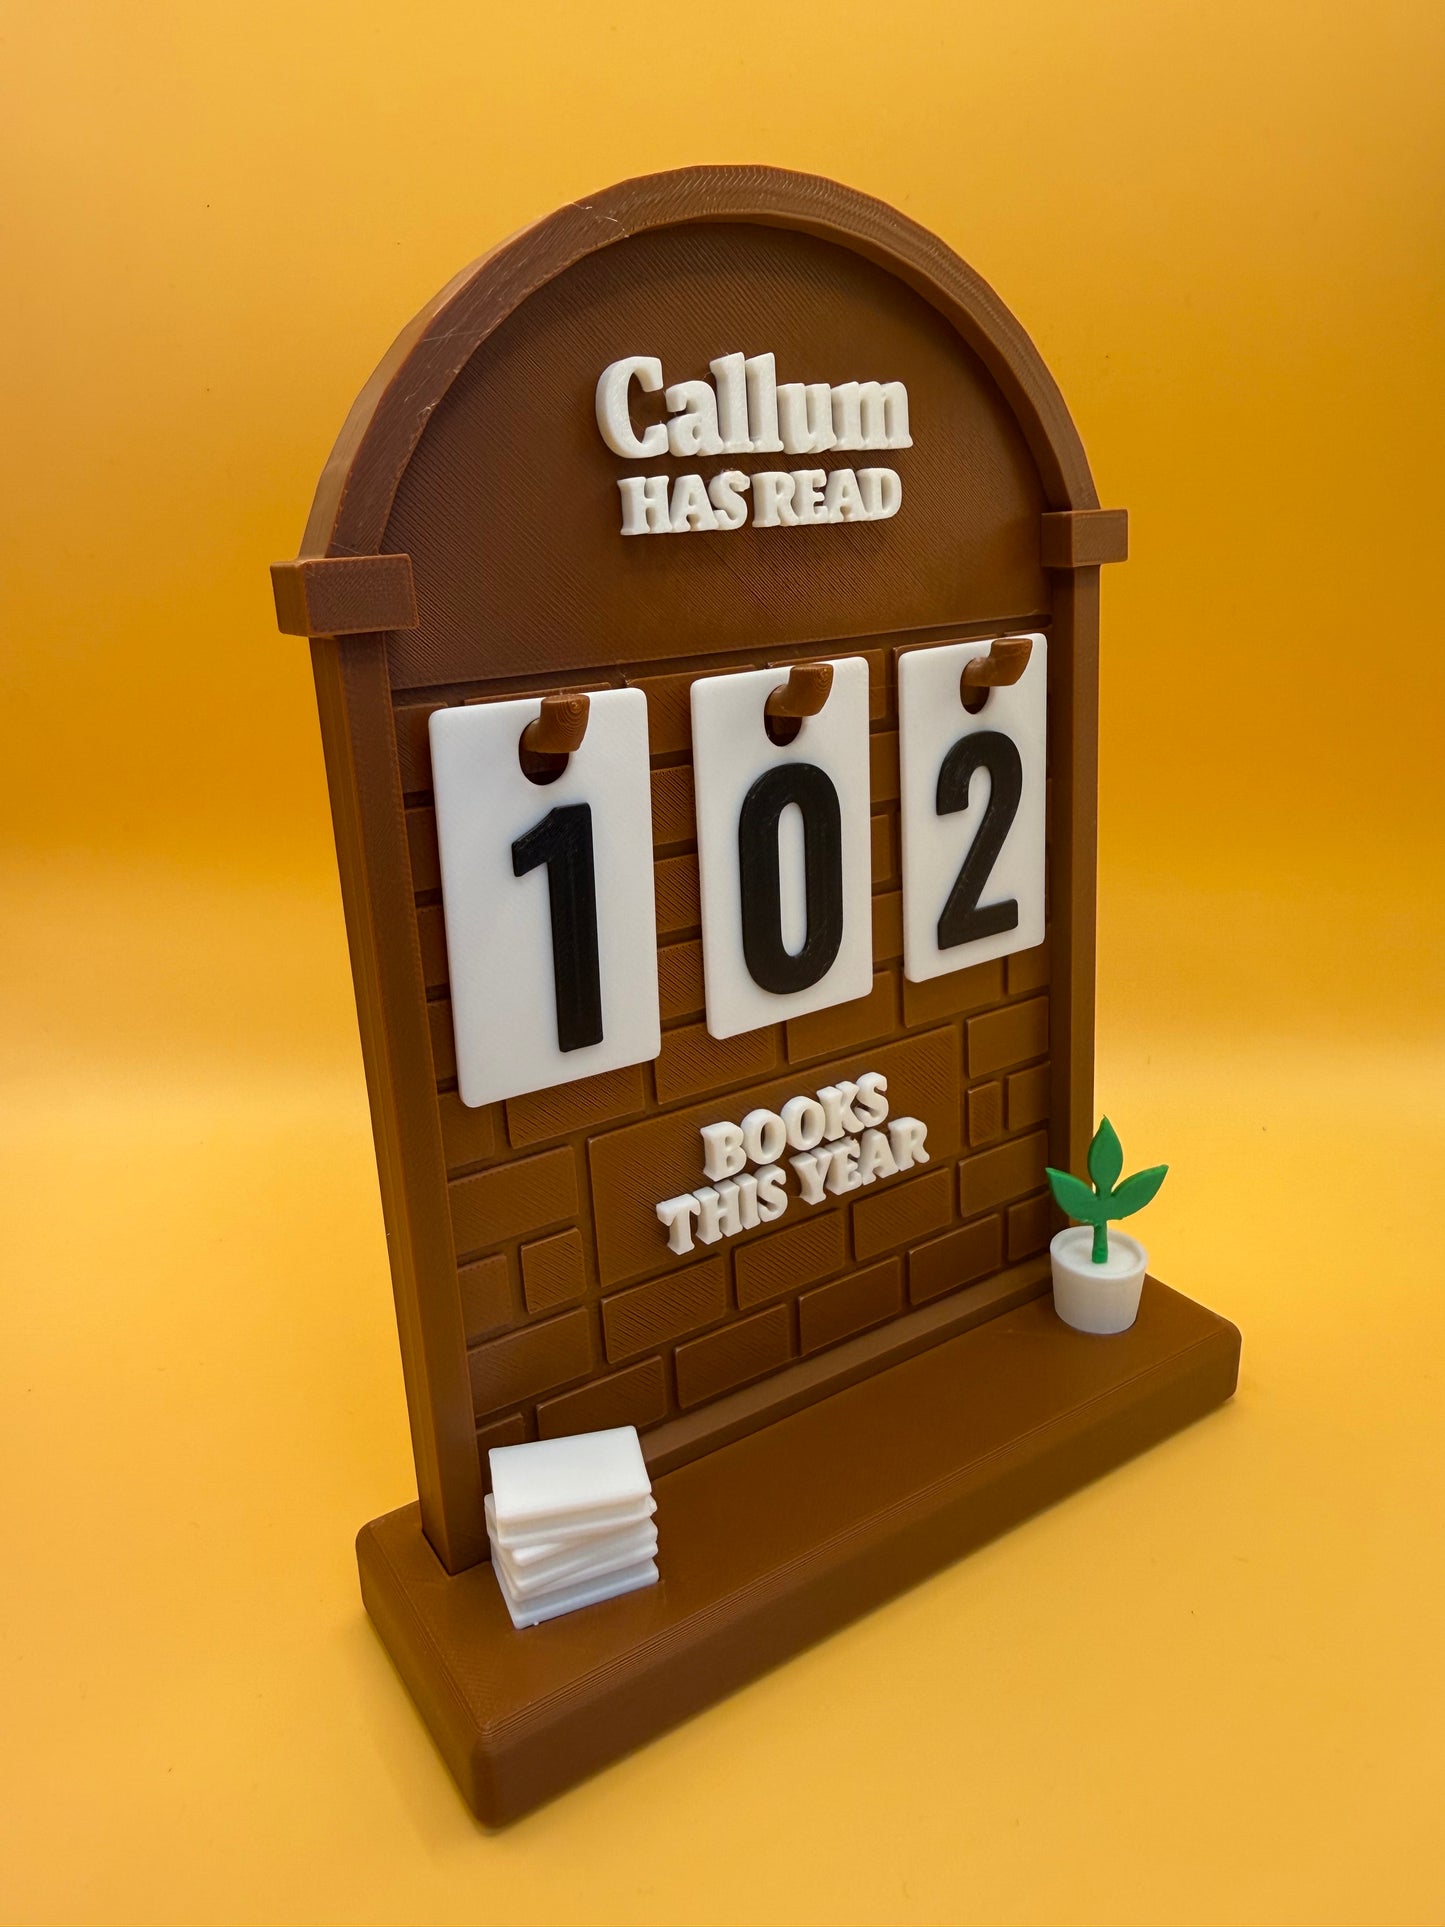 Callum
HAS READ
1 0 2
BOOKS
THIS YEAR